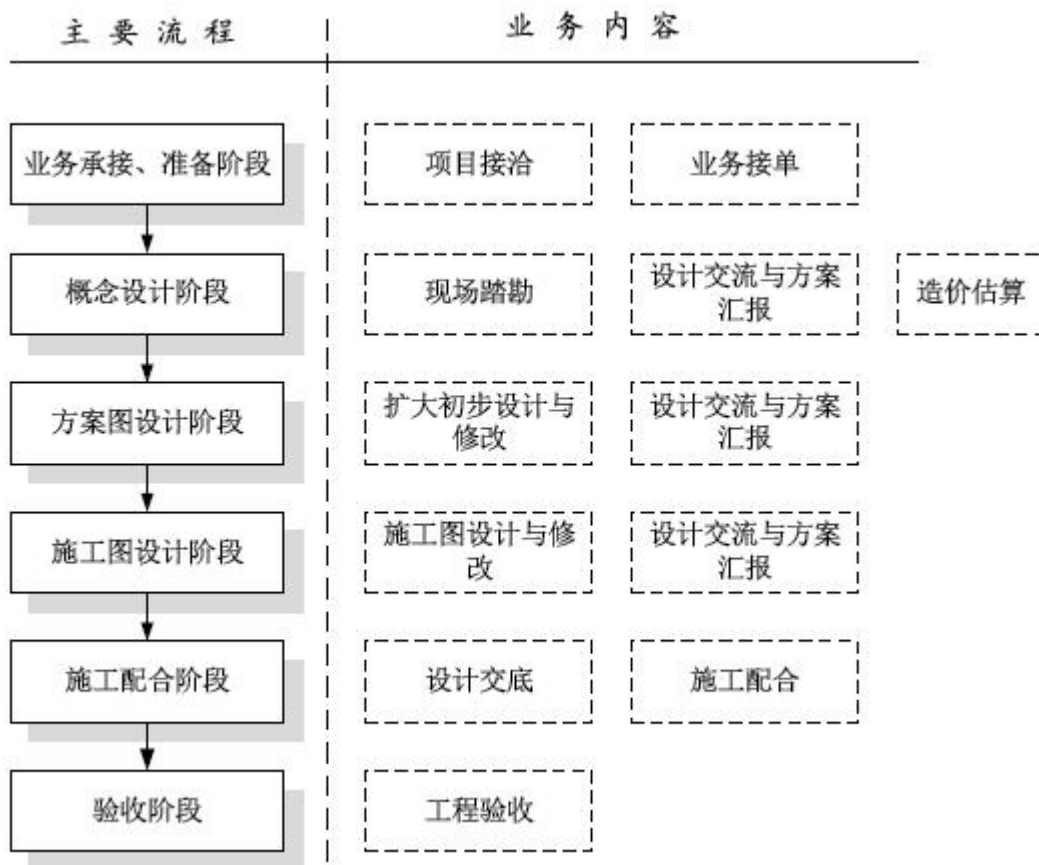 主要流程
业务内容
业务承接、准备阶段
项目接洽
业务接单
概念设计阶段
现场踏勘
设计交流与方案
汇报
造价估算
方案图设计阶段
扩大初步设计与
修改
设计交流与方案
汇报
施工图设计阶段
施工图设计与修
改
设计交流与方案
汇报
施工配合阶段
设计交底
施工配合
验收阶段
工程验收